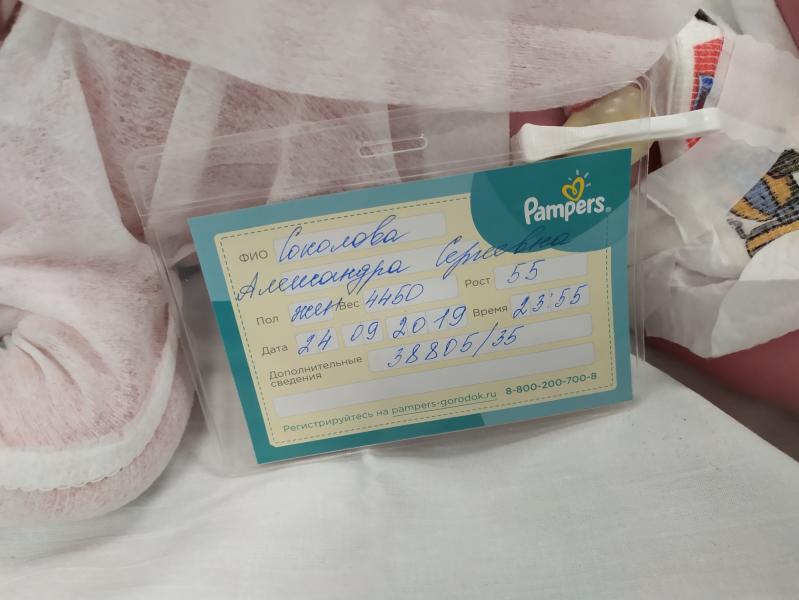 Pampers
ФИО Соколова
Александра Сергеевна
Пол жен Вес 4450 Рост 55
Дата 24 09 2019 Время 23:55
Дополнительные сведения 38805/35
Регистрируйтесь на pampers-gorodok.ru 8-800-200-700-8